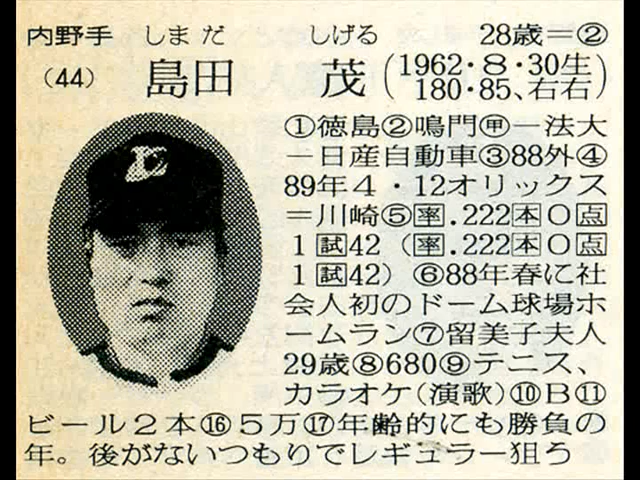 内野手 しまだ しげる 28歳=②
(44) 島田 茂 (1962・8・30生
180・85、右右)
①徳島②鳴門㊥—法大
—日産自動車③88外④
89年4・12オリックス
=川崎⑤率.222本0点
1試42(率.222本0点
1試42)⑥88年春に社
会人初のドーム球場ホ
ームラン⑦留美子夫人
29歳⑧680⑨テニス、
カラオケ(演歌)⑩B⑪
ビール2本⑯5万⑰年齢的にも勝負の
年。後がないつもりでレギュラー狙う